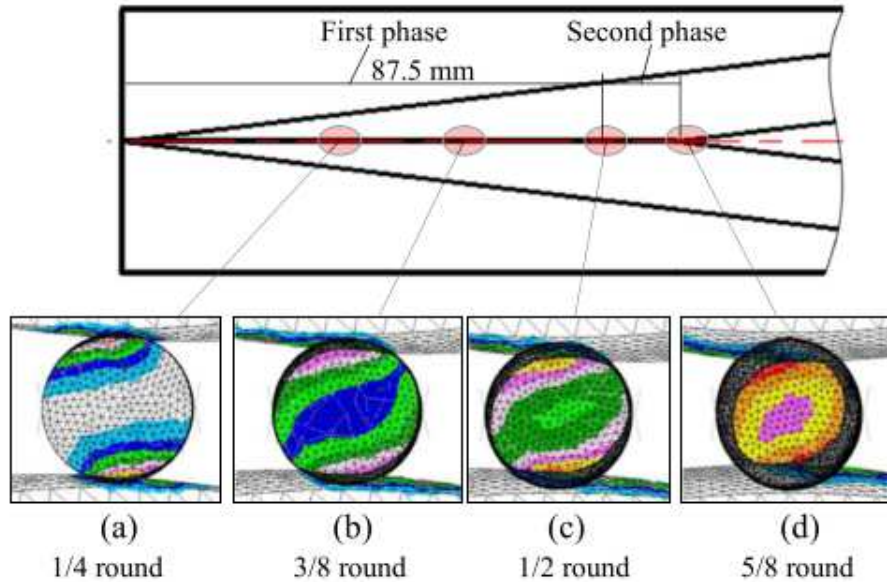 First phase Second phase
87.5 mm
(a) (b) (c) (d)
1/4 round 3/8 round 1/2 round 5/8 round